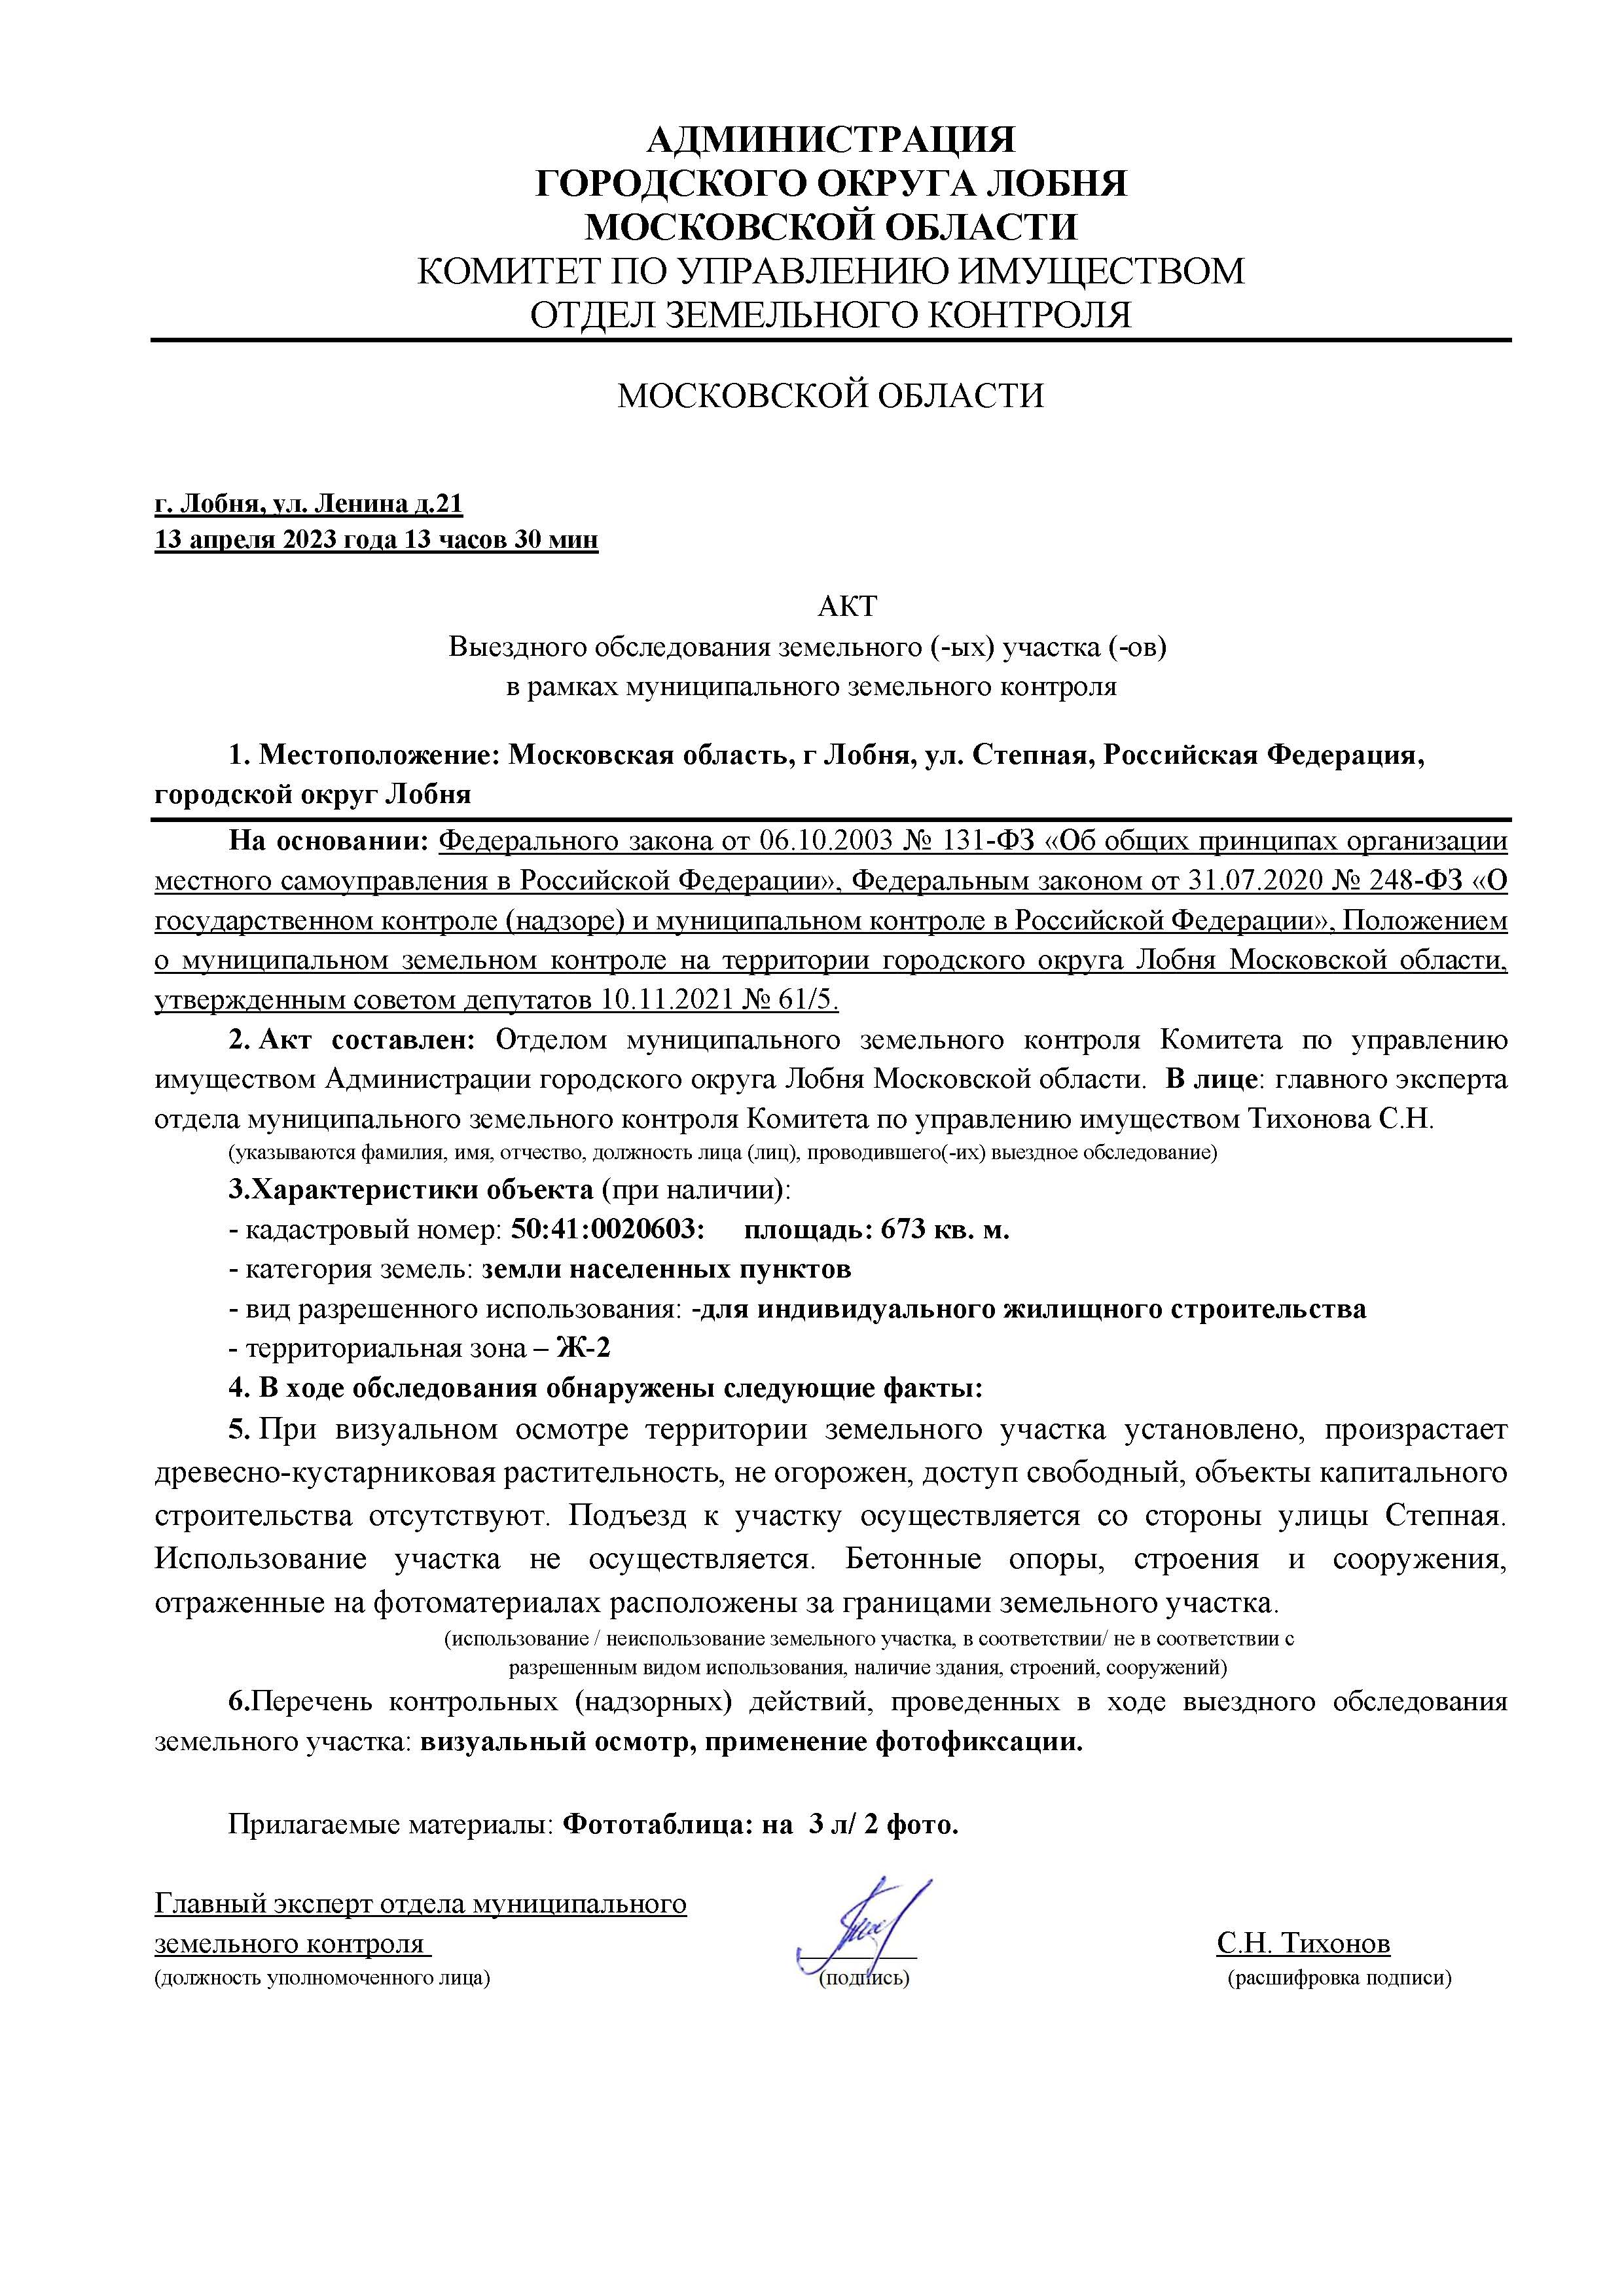 АДМИНИСТРАЦИЯ
ГОРОДСКОГО ОКРУГА ЛОБНЯ
МОСКОВСКОЙ ОБЛАСТИ
КОМИТЕТ ПО УПРАВЛЕНИЮ ИМУЩЕСТВОМ
ОТДЕЛ ЗЕМЕЛЬНОГО КОНТРОЛЯ
МОСКОВСКОЙ ОБЛАСТИ
г. Лобня, ул. Ленина д.21
13 апреля 2023 года 13 часов 30 мин
АКТ
Выездного обследования земельного (-ых) участка (-ов)
в рамках муниципального земельного контроля
1. Местоположение: Московская область, г Лобня, ул. Степная, Российская Федерация,
городской округ Лобня
На основании: Федерального закона от 06.10.2003 № 131-ФЗ «Об общих принципах организации
местного самоуправления в Российской Федерации», Федеральным законом от 31.07.2020 № 248-ФЗ «О
государственном контроле (надзоре) и муниципальном контроле в Российской Федерации», Положением
о муниципальном земельном контроле на территории городского округа Лобня Московской области,
утвержденным советом депутатов 10.11.2021 № 61/5.
2. Акт составлен: Отделом муниципального земельного контроля Комитета по управлению
имуществом Администрации городского округа Лобня Московской области. В лице: главного эксперта
отдела муниципального земельного контроля Комитета по управлению имуществом Тихонова С.Н.
(указываются фамилия, имя, отчество, должность лица (лиц), проводившего(-их) выездное обследование)
3.Характеристики объекта (при наличии):
- кадастровый номер: 50:41:0020603: площадь: 673 кв. м.
- категория земель: земли населенных пунктов
- вид разрешенного использования: -для индивидуального жилищного строительства
- территориальная зона – Ж-2
4. В ходе обследования обнаружены следующие факты:
5. При визуальном осмотре территории земельного участка установлено, произрастает
древесно-кустарниковая растительность, не огорожен, доступ свободный, объекты капитального
строительства отсутствуют. Подъезд к участку осуществляется со стороны улицы Степная.
Использование участка не осуществляется. Бетонные опоры, строения и сооружения,
отраженные на фотоматериалах расположены за границами земельного участка.
(использование / неиспользование земельного участка, в соответствии/ не в соответствии с
разрешенным видом использования, наличие здания, строений, сооружений)
6.Перечень контрольных (надзорных) действий, проведенных в ходе выездного обследования
земельного участка: визуальный осмотр, применение фотофиксации.
Прилагаемые материалы: Фототаблица: на 3 л/ 2 фото.
Главный эксперт отдела муниципального
земельного контроля С.Н. Тихонов
(должность уполномоченного лица) (подпись) (расшифровка подписи)